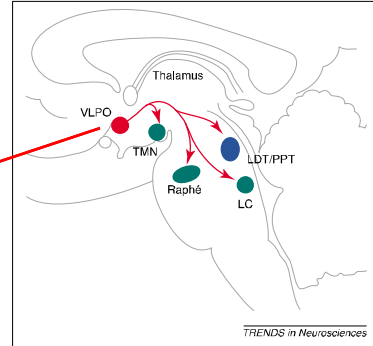 Thalamus
VLPO
TMN
LDT/PPT
Raphé
LC
TRENDS in Neurosciences